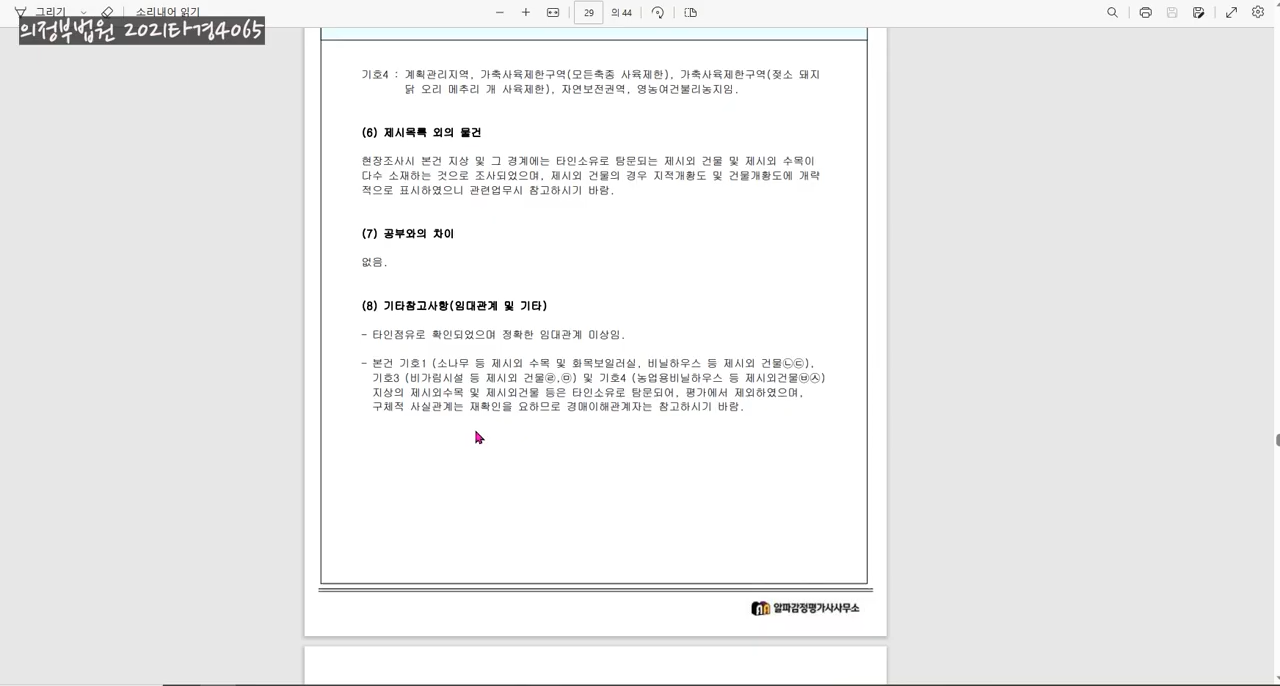 그리기 소리내어 읽기 29 의 44
의정부법원 2021타경4065
기호4 : 계획관리지역, 가축사육제한구역(모든축종 사육제한), 가축사육제한구역(젖소 돼지
닭 오리 메추리 개 사육제한), 자연보전권역, 영농여건불리농지임.
(6) 제시목록 외의 물건
현장조사시 본건 지상 및 그 경계에는 타인소유로 탐문되는 제시외 건물 및 제시외 수목이
다수 소재하는 것으로 조사되었으며, 제시외 건물의 경우 지적개황도 및 건물개황도에 개략
적으로 표시하였으니 관련업무시 참고하시기 바람.
(7) 공부와의 차이
없음.
(8) 기타참고사항(임대관계 및 기타)
- 타인점유로 확인되었으며 정확한 임대관계 미상임.
- 본건 기호1 (소나무 등 제시외 수목 및 화목보일러실, 비닐하우스 등 제시외 건물㉡㉢),
기호3 (비가림시설 등 제시외 건물㉣,㉤) 및 기호4 (농업용비닐하우스 등 제시외건물㉥㉦)
지상의 제시외수목 및 제시외건물 등은 타인소유로 탐문되어, 평가에서 제외하였으며,
구체적 사실관계는 재확인을 요하므로 경매이해관계자는 참고하시기 바람.
알파감정평가사사무소